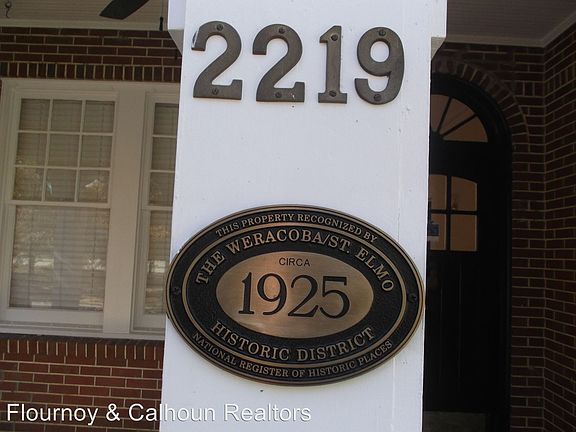 2219
THIS PROPERTY RECOGNIZED BY
THE WERACOBA/ST. ELMO
CIRCA
1925
HISTORIC DISTRICT
NATIONAL REGISTER OF HISTORIC PLACES
Flournoy & Calhoun Realtors